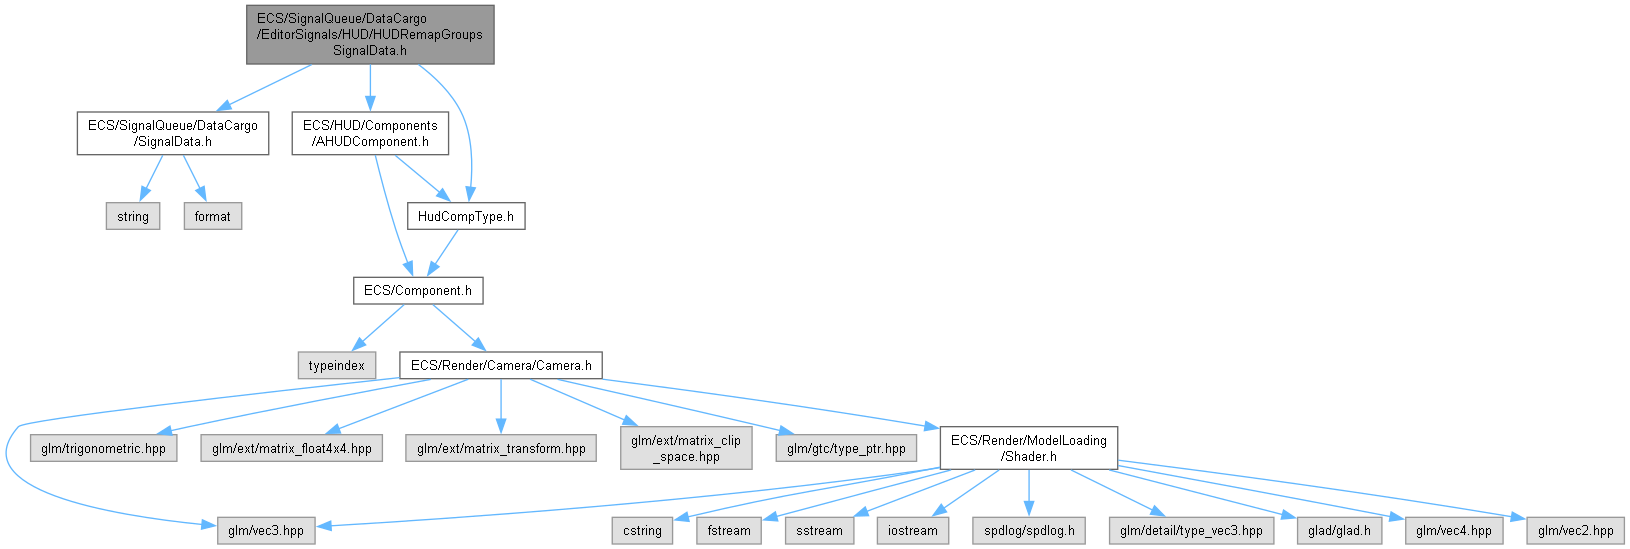 ECS/SignalQueue/DataCargo
/EditorSignals/HUD/HUDRemapGroups
SignalData.h
ECS/SignalQueue/DataCargo
/SignalData.h
ECS/HUD/Components
/AHUDComponent.h
string
format
HudCompType.h
ECS/Component.h
typeindex
ECS/Render/Camera/Camera.h
glm/trigonometric.hpp
glm/ext/matrix_float4x4.hpp
glm/ext/matrix_transform.hpp
glm/ext/matrix_clip
_space.hpp
glm/gtc/type_ptr.hpp
ECS/Render/ModelLoading
/Shader.h
glm/vec3.hpp
cstring
fstream
sstream
iostream
spdlog/spdlog.h
glm/detail/type_vec3.hpp
glad/glad.h
glm/vec4.hpp
glm/vec2.hpp